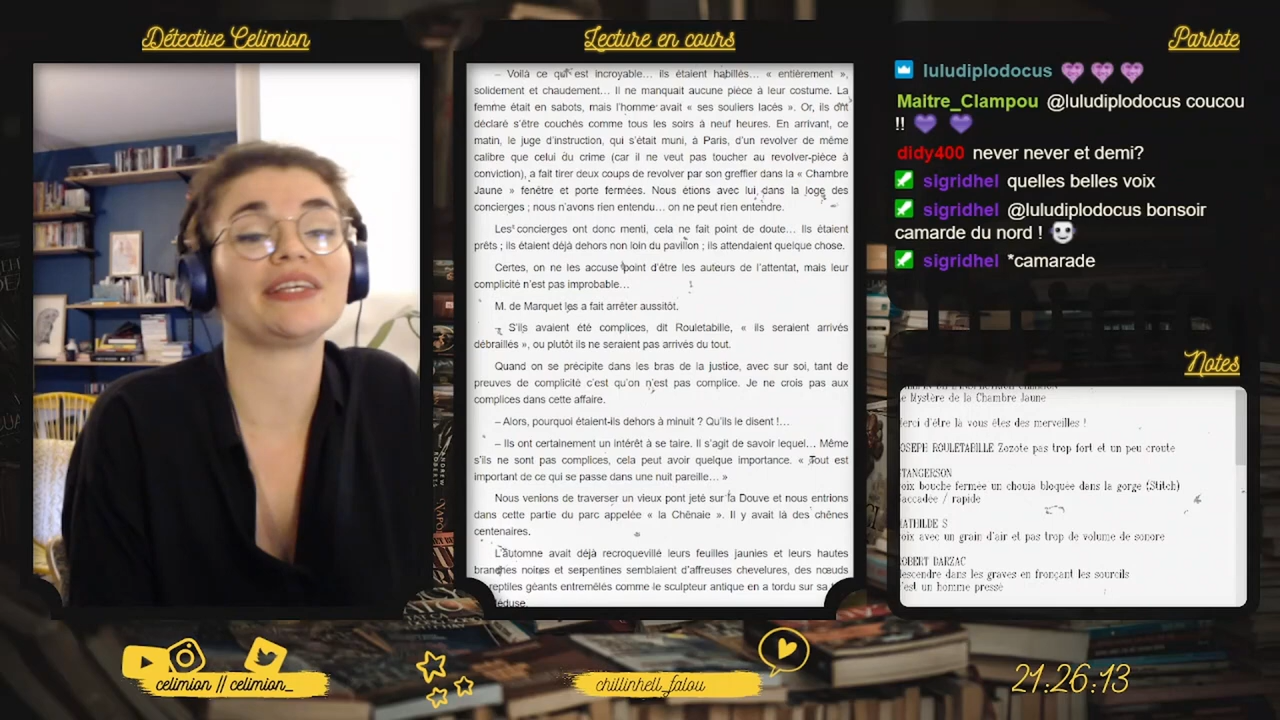 Détective Celimion
Lecture en cours
– Voilà ce qui est incroyable… ils étaient habillés… « entièrement »,
solidement et chaudement… Il ne manquait aucune pièce à leur costume. La
femme était en sabots, mais l'homme avait « ses souliers lacés ». Or, ils ont
déclaré s'être couchés comme tous les soirs à neuf heures. En arrivant, ce
matin, le juge d'instruction, qui s'était muni, à Paris, d'un revolver de même
calibre que celui du crime (car il ne veut pas toucher au revolver-pièce à
conviction), a fait tirer deux coups de revolver par son greffier dans la « Chambre
Jaune » fenêtre et porte fermées. Nous étions avec lui dans la loge des
concierges ; nous n'avons rien entendu… on ne peut rien entendre.
Les concierges ont donc menti, cela ne fait point de doute… Ils étaient
prêts ; ils étaient déjà dehors non loin du pavillon ; ils attendaient quelque chose.
Certes, on ne les accuse point d'être les auteurs de l'attentat, mais leur
complicité n'est pas improbable…
M. de Marquet les a fait arrêter aussitôt.
S'ils avaient été complices, dit Rouletabille, « ils seraient arrivés
débraillés », ou plutôt ils ne seraient pas arrivés du tout.
Quand on se précipite dans les bras de la justice, avec sur soi, tant de
preuves de complicité c'est qu'on n'est pas complice. Je ne crois pas aux
complices dans cette affaire.
– Alors, pourquoi étaient-ils dehors à minuit ? Qu'ils le disent !…
– Ils ont certainement un intérêt à se taire. Il s'agit de savoir lequel… Même
s'ils ne sont pas complices, cela peut avoir quelque importance. « Tout est
important de ce qui se passe dans une nuit pareille… »
Nous venions de traverser un vieux pont jeté sur la Douve et nous entrions
dans cette partie du parc appelée « la Chênaie ». Il y avait là des chênes
centenaires.
L'automne avait déjà recroquevillé leurs feuilles jaunies et leurs hautes
branches noires et serpentines semblaient d'affreuses chevelures, des nœuds
reptiles géants entremêlés comme le sculpteur antique en a tordu sur sa
éduse.
Parlote
luludiplodocus
Maitre_Clampou @luludiplodocus coucou
!!
didy400 never never et demi?
sigridhel quelles belles voix
sigridhel @luludiplodocus bonsoir
camarde du nord !
sigridhel *camarade
Notes
e Mystère de la Chambre Jaune
erci d'être là vous êtes des merveilles !
OSEPH ROULETABILLE Zozote pas trop fort et un peu croute
TANGERSON
oix bouche fermée un chouia bloquée dans la gorge (Stitch)
accadée / rapide
ATHILDE S
oix avec un grain d'air et pas trop de volume de sonore
OBERT DARZAC
escendre dans les graves en fronçant les sourcils
'est un homme pressé
celimion // celimion_
chillinhell_falou
21:26:13